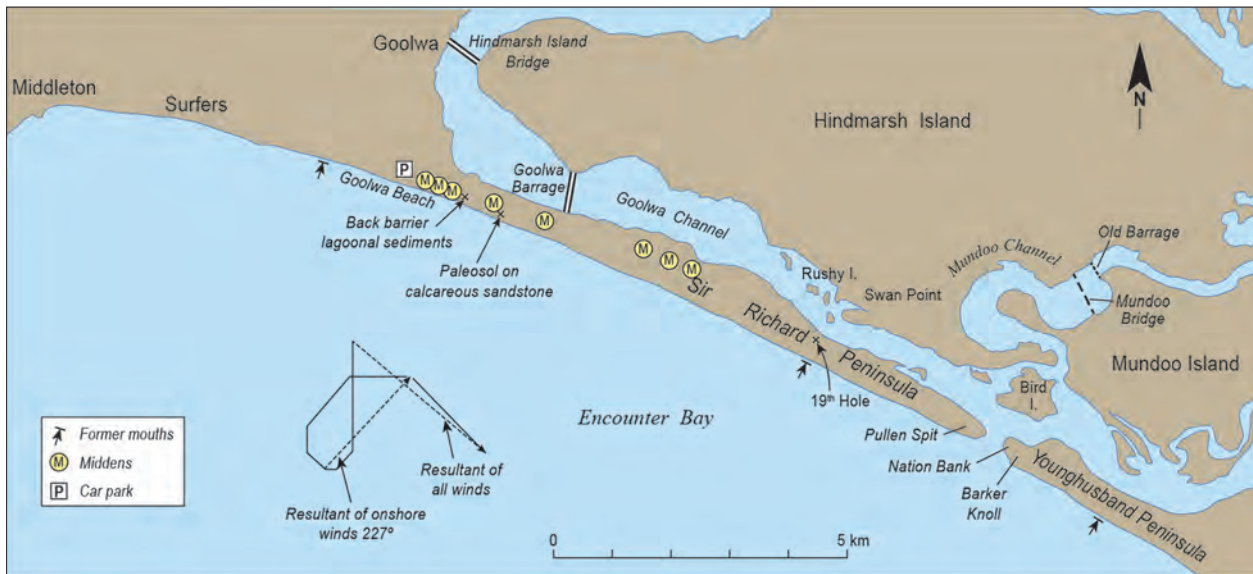 Middleton
Surfers
Goolwa
Hindmarsh Island
Bridge
Hindmarsh Island
N
P
Goolwa Beach
M
M
M
M
M
M
M
M
Back barrier
lagoonal sediments
Paleosol on
calcareous sandstone
Goolwa
Barrage
Goolwa Channel
Rushy I.
Swan Point
Mundoo Channel
Old Barrage
Mundoo
Bridge
Mundoo Island
Bird
I.
Sir
Richard
Peninsula
19th Hole
Encounter Bay
Pullen Spit
Nation Bank
Barker
Knoll
Younghusband Peninsula
Resultant of
all winds
Resultant of onshore
winds 227°
Former mouths
M Middens
P Car park
0 5 km